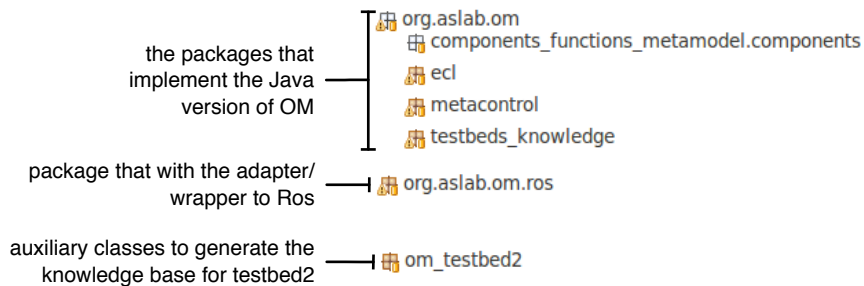 the packages that
implement the Java
version of OM
org.aslab.om
components_functions_metamodel.components
ecl
metacontrol
testbeds_knowledge
package that with the adapter/
wrapper to Ros
org.aslab.om.ros
auxiliary classes to generate the
knowledge base for testbed2
om_testbed2